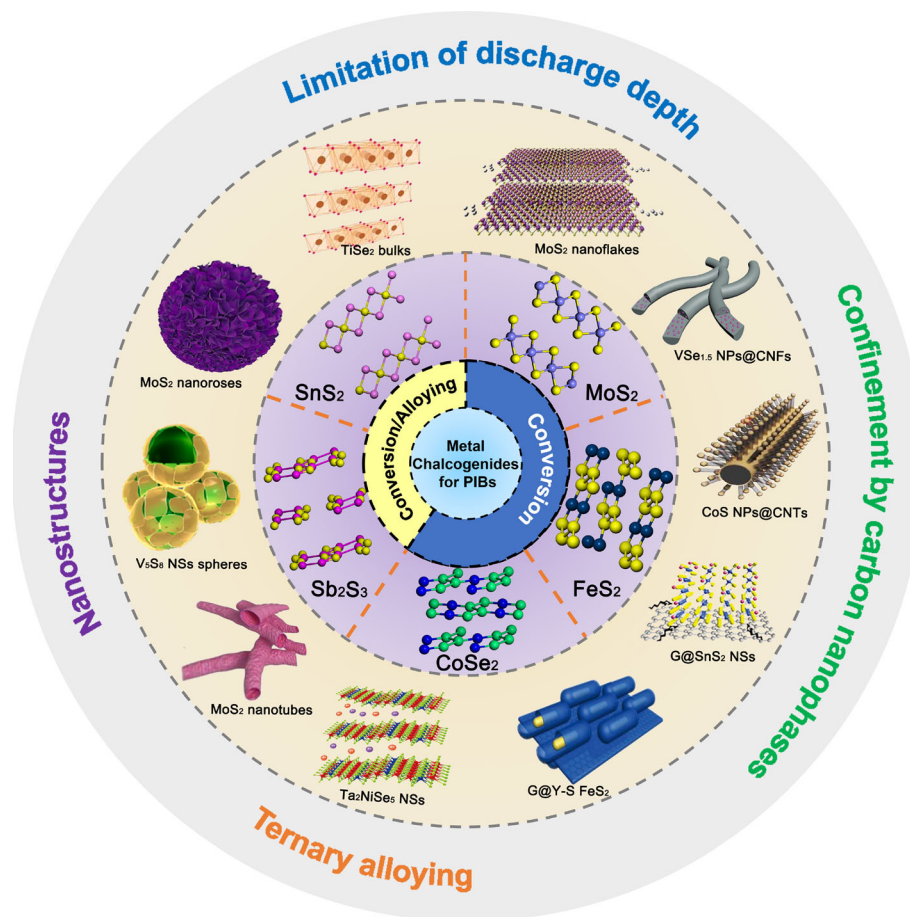 Limitation of discharge depth
TiSe₂ bulks
MoS₂ nanoflakes
MoS₂ nanoroses
VSe₁.₅ NPs@CNFs
SnS₂
MoS₂
Conversion/Alloying
Conversion
Metal
Chalcogenides
for PIBs
Confinement by carbon nanophases
Nanostructures
CoS NPs@CNTs
V₅S₈ NSs spheres
Sb₂S₃
FeS₂
CoSe₂
G@SnS₂ NSs
MoS₂ nanotubes
Ta₂NiSe₅ NSs
G@Y-S FeS₂
Ternary alloying